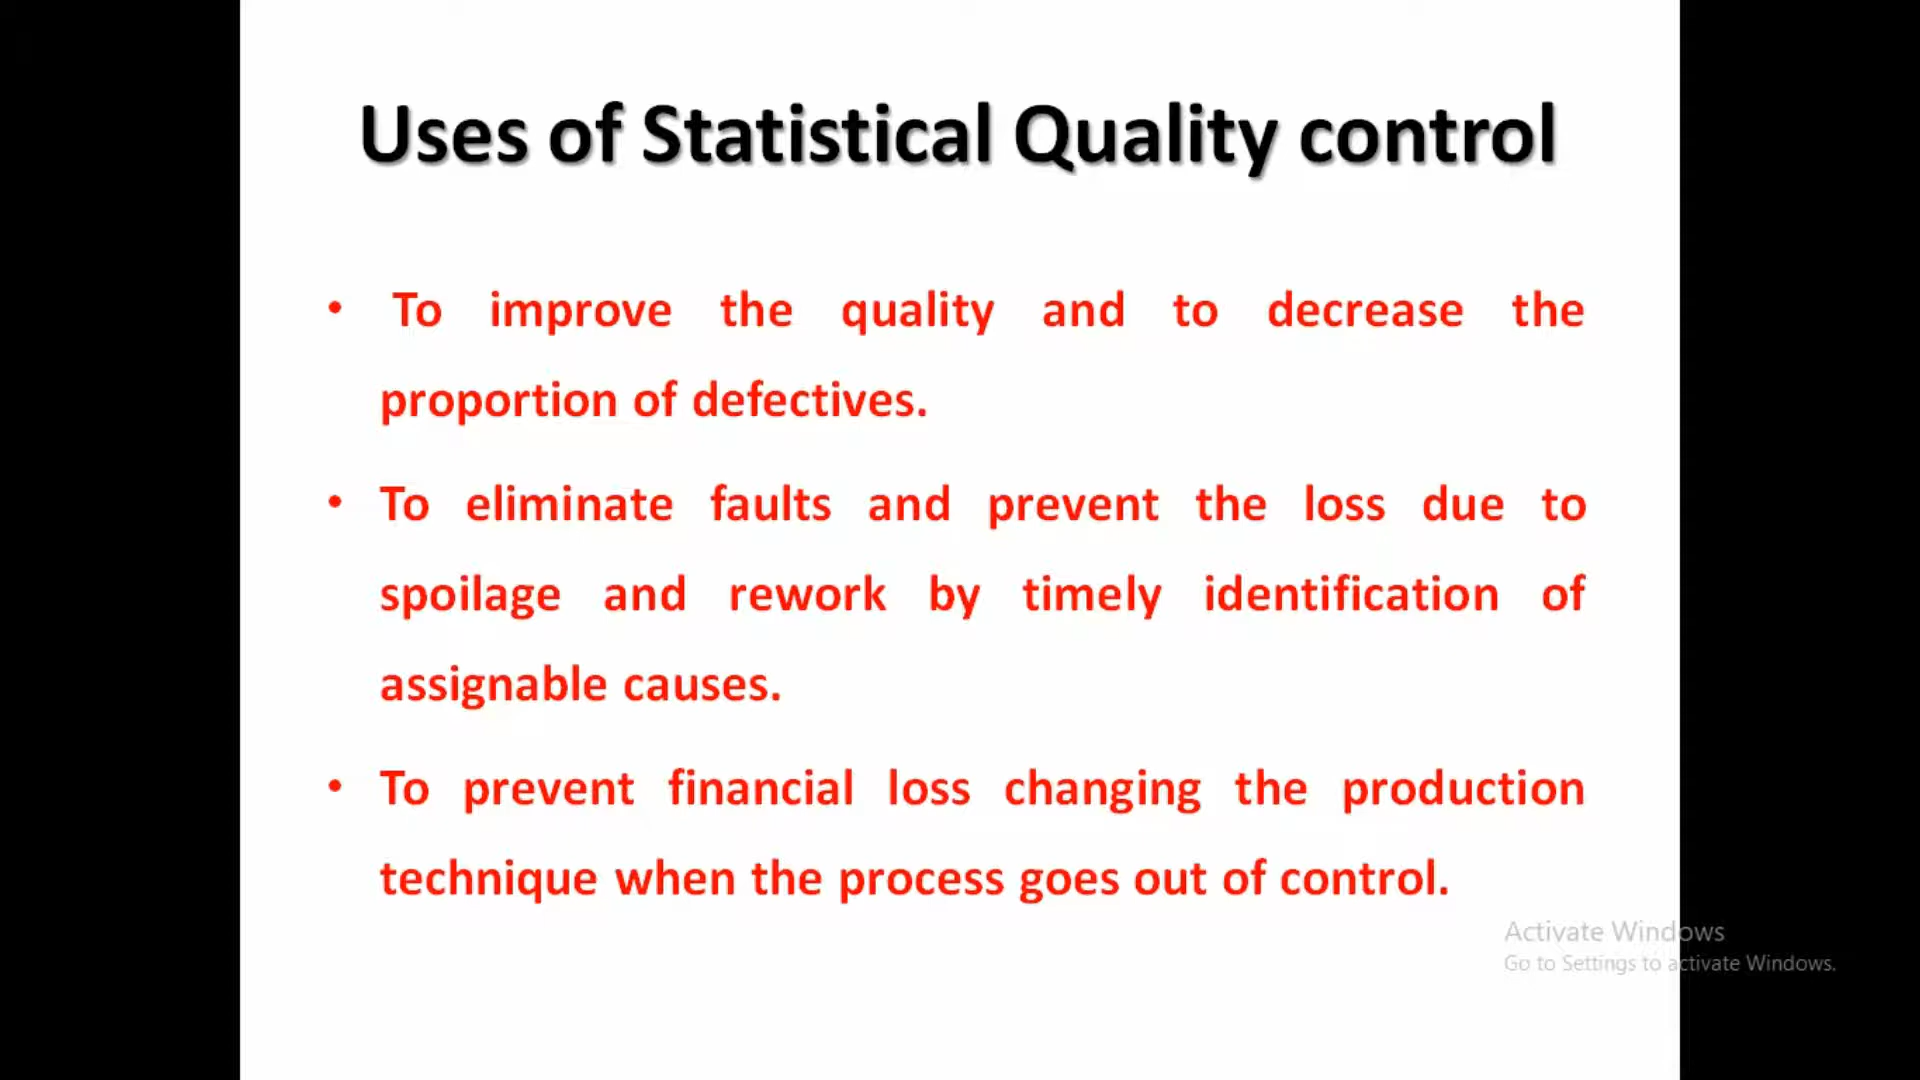 Uses of Statistical Quality control
• To improve the quality and to decrease the
proportion of defectives.
• To eliminate faults and prevent the loss due to
spoilage and rework by timely identification of
assignable causes.
• To prevent financial loss changing the production
technique when the process goes out of control.
Activate Windows
Go to Settings to activate Windows.